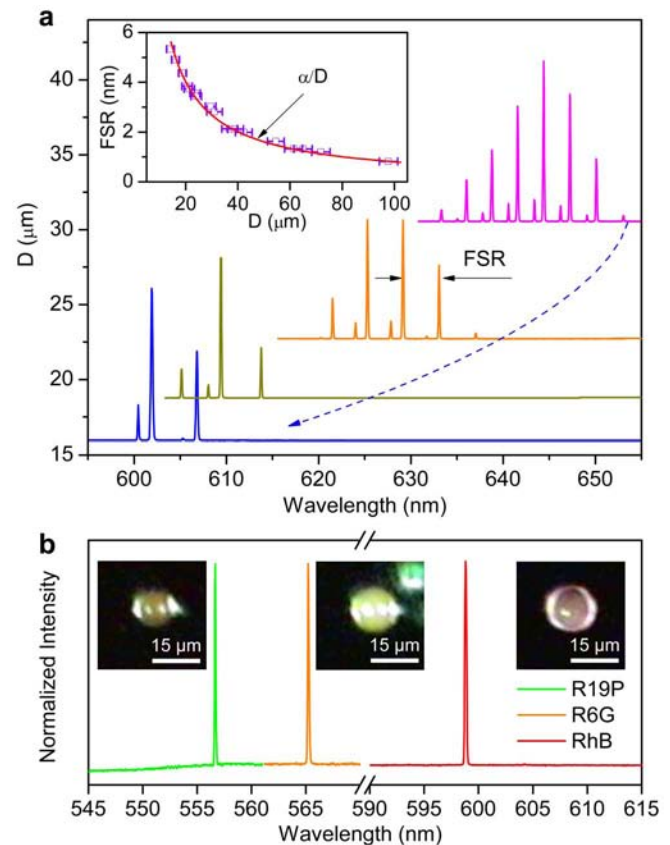 a
FSR (nm)
6
4
2
0
20 40 60 80 100
D (μm)
α/D
D (μm)
40
35
30
25
20
15
FSR
600 610 620 630 640 650
Wavelength (nm)
b
Normalized Intensity
15 μm
15 μm
15 μm
R19P
R6G
RhB
545 550 555 560 565 590 595 600 605 610 615
Wavelength (nm)